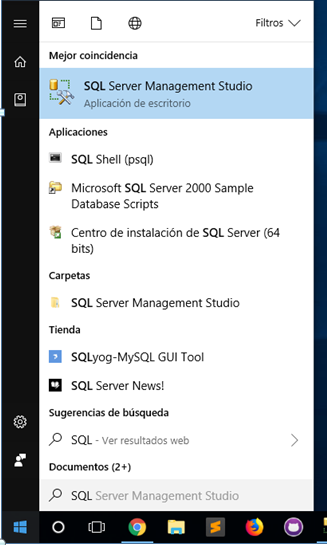 Filtros
Mejor coincidencia
SQL Server Management Studio
Aplicación de escritorio
Aplicaciones
SQL Shell (psql)
Microsoft SQL Server 2000 Sample
Database Scripts
Centro de instalación de SQL Server (64
bits)
Carpetas
SQL Server Management Studio
Tienda
SQLyog-MySQL GUI Tool
SQL Server News!
Sugerencias de búsqueda
SQL - Ver resultados web
Documentos (2+)
SQL Server Management Studio